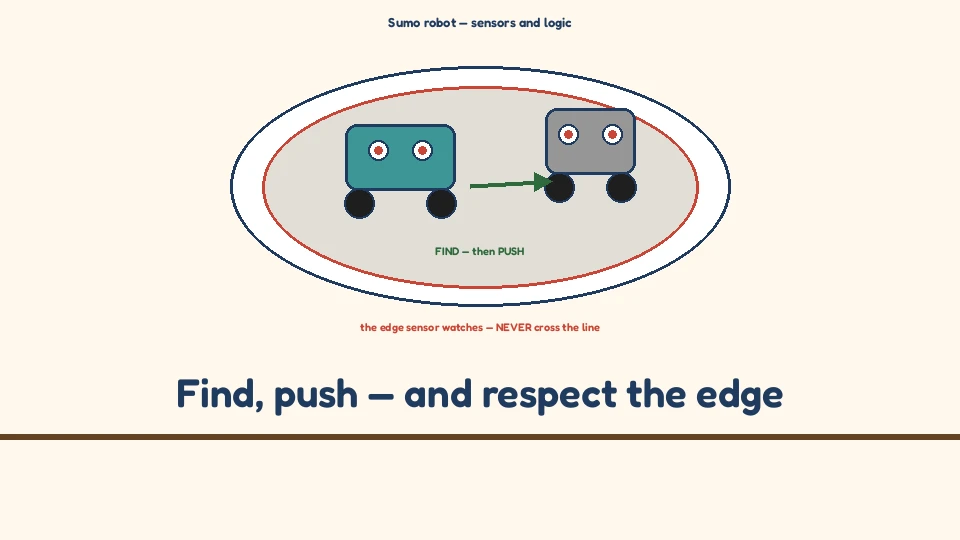 Sumo robot — sensors and logic
FIND — then PUSH
the edge sensor watches — NEVER cross the line
Find, push — and respect the edge